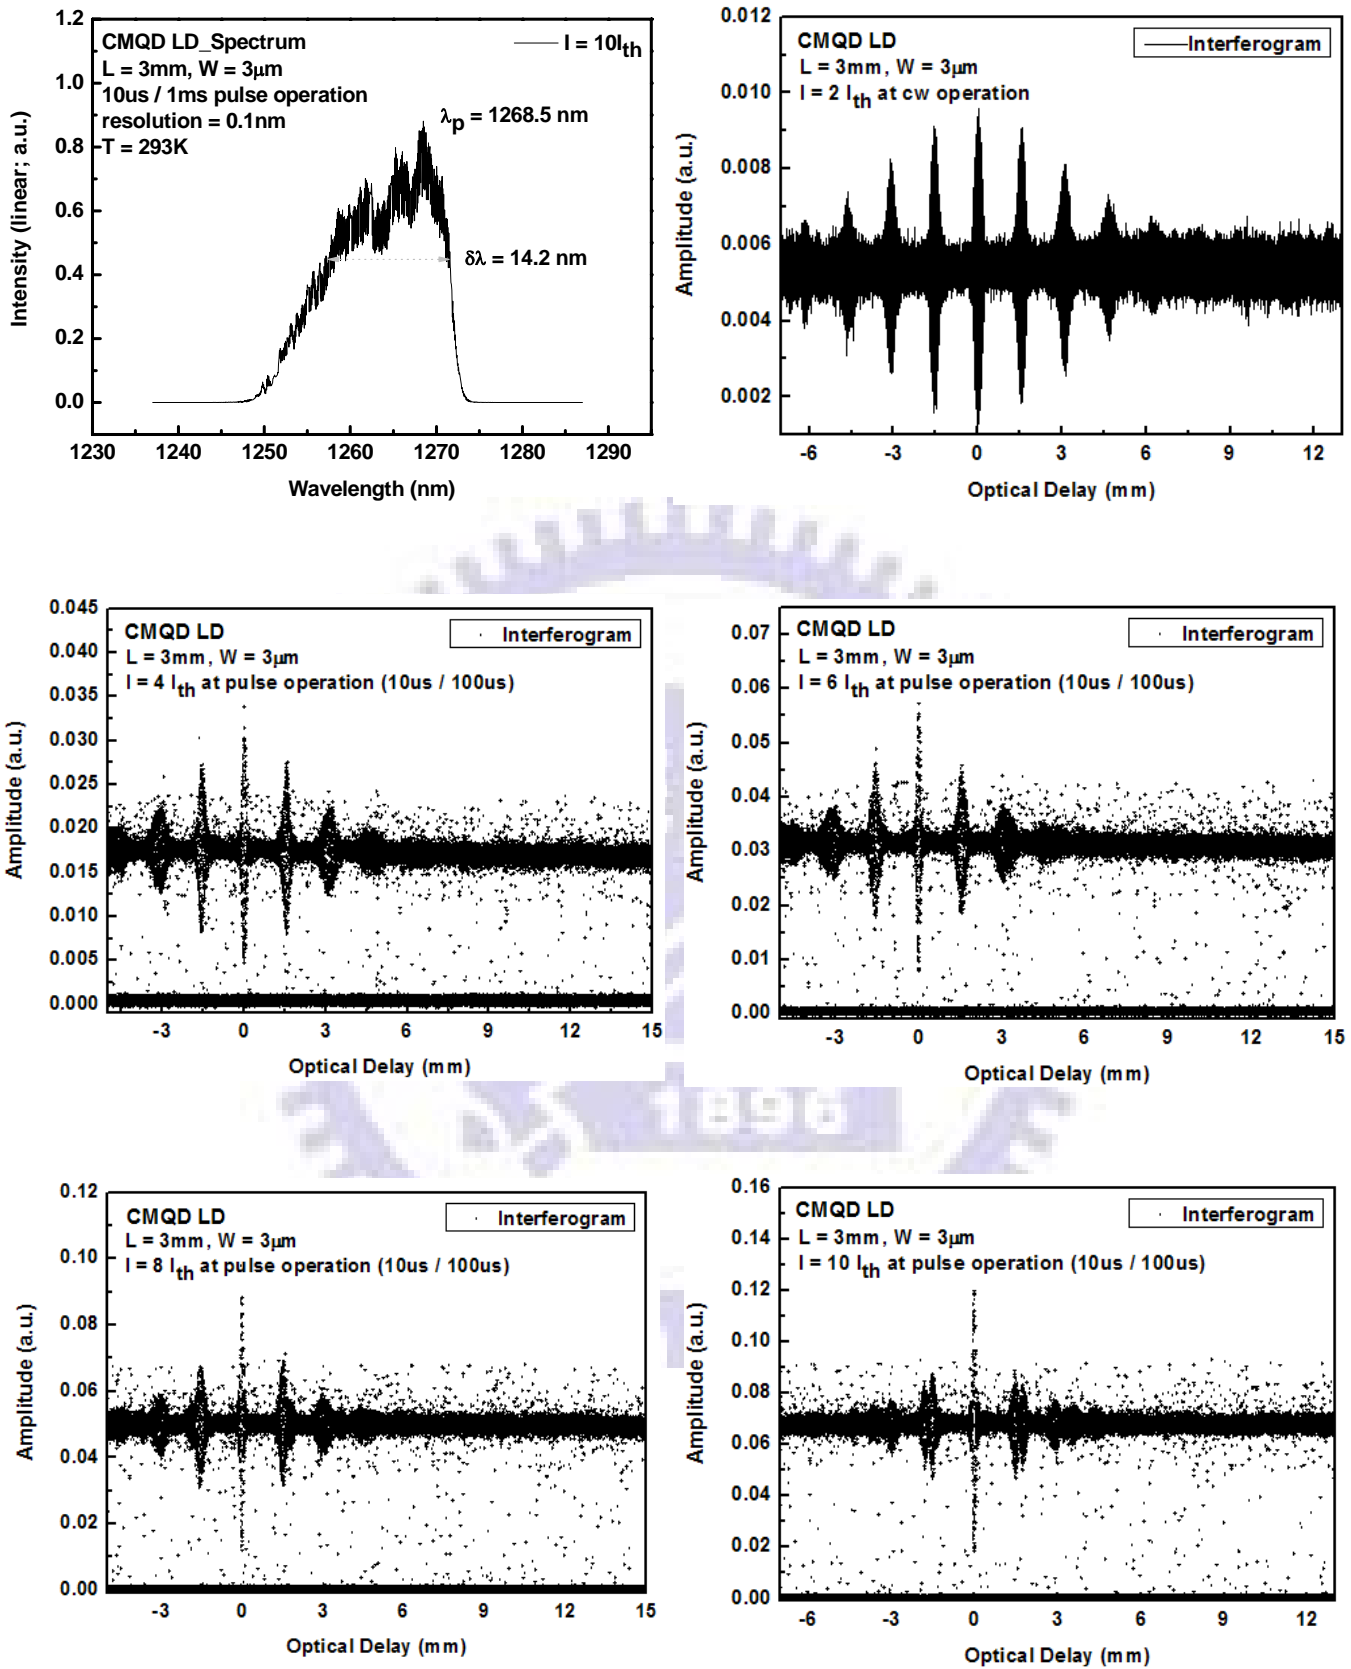 1.2
1.0
0.8
0.6
0.4
0.2
0.0
Intensity (linear; a.u.)
CMQD LD_Spectrum
L = 3mm, W = 3μm
10us / 1ms pulse operation
resolution = 0.1nm
T = 293K
I = 10Ith
λp = 1268.5 nm
δλ = 14.2 nm
1230 1240 1250 1260 1270 1280 1290
Wavelength (nm)
0.012
0.010
0.008
0.006
0.004
0.002
Amplitude (a.u.)
CMQD LD
L = 3mm, W = 3μm
I = 2 Ith at cw operation
Interferogram
-6 -3 0 3 6 9 12
Optical Delay (mm)
0.045
0.040
0.035
0.030
0.025
0.020
0.015
0.010
0.005
0.000
Amplitude (a.u.)
CMQD LD
L = 3mm, W = 3μm
I = 4 Ith at pulse operation (10us / 100us)
Interferogram
-3 0 3 6 9 12 15
Optical Delay (mm)
0.07
0.06
0.05
0.04
0.03
0.02
0.01
0.00
Amplitude (a.u.)
CMQD LD
L = 3mm, W = 3μm
I = 6 Ith at pulse operation (10us / 100us)
Interferogram
-3 0 3 6 9 12 15
Optical Delay (mm)
1896
0.12
0.10
0.08
0.06
0.04
0.02
0.00
Amplitude (a.u.)
CMQD LD
L = 3mm, W = 3μm
I = 8 Ith at pulse operation (10us / 100us)
Interferogram
-3 0 3 6 9 12 15
Optical Delay (mm)
0.16
0.14
0.12
0.10
0.08
0.06
0.04
0.02
0.00
Amplitude (a.u.)
CMQD LD
L = 3mm, W = 3μm
I = 10 Ith at pulse operation (10us / 100us)
Interferogram
-6 -3 0 3 6 9 12
Optical Delay (mm)